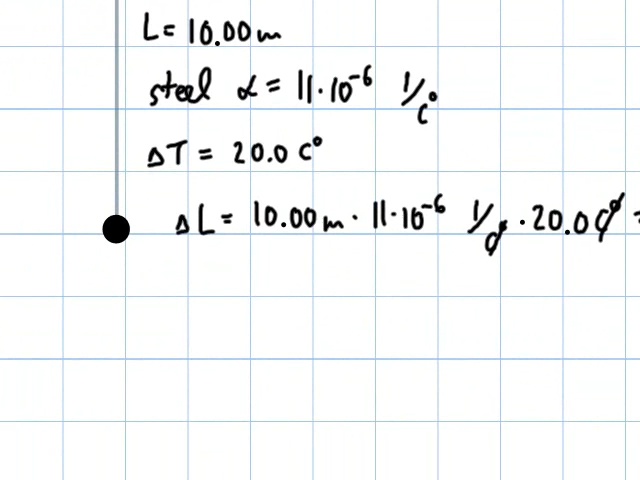 L = 10.00 m
steel α = 11·10⁻⁶ 1/C°
ΔT = 20.0 C°
ΔL = 10.00 m · 11·10⁻⁶ 1/C° · 20.0 C° =